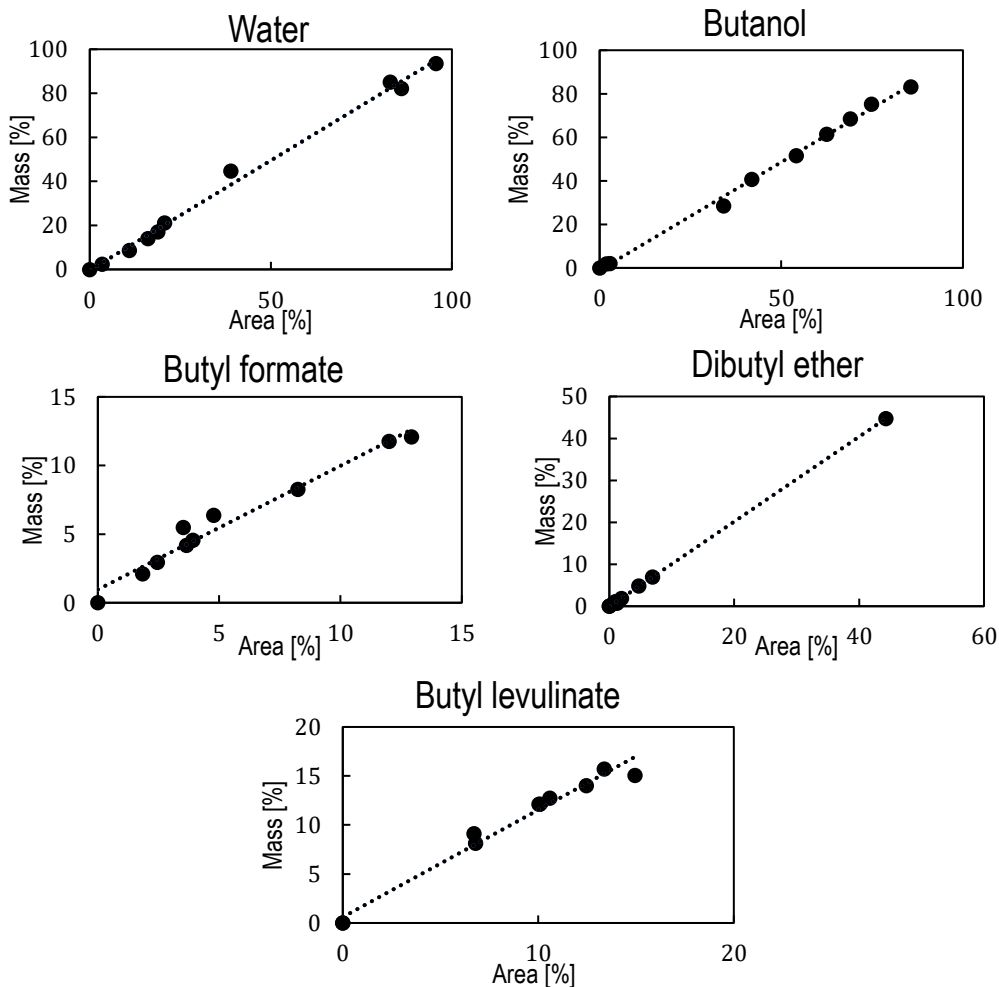 Water
100
80
60
40
20
0
Mass [%]
0 50 100
Area [%]
Butanol
100
80
60
40
20
0
Mass [%]
0 50 100
Area [%]
Butyl formate
15
10
5
0
Mass [%]
0 5 10 15
Area [%]
Dibutyl ether
50
40
30
20
10
0
Mass [%]
0 20 40 60
Area [%]
Butyl levulinate
20
15
10
5
0
Mass [%]
0 10 20
Area [%]